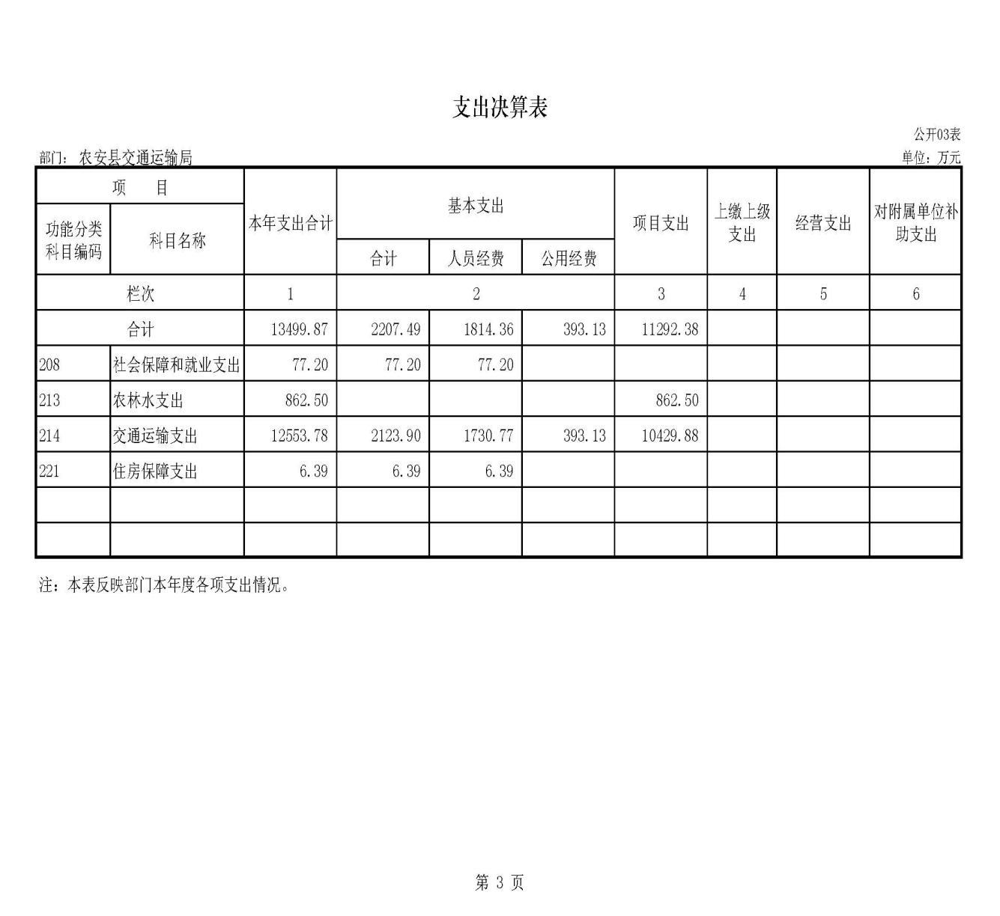 支出决算表
公开03表
部门： 农安县交通运输局 单位：万元
项 目 本年支出合计 基本支出 项目支出 上缴上级支出 经营支出 对附属单位补助支出
功能分类科目编码 科目名称 合计 人员经费 公用经费
栏次 1 2 3 4 5 6
合计 13499.87 2207.49 1814.36 393.13 11292.38
208 社会保障和就业支出 77.20 77.20 77.20
213 农林水支出 862.50 862.50
214 交通运输支出 12553.78 2123.90 1730.77 393.13 10429.88
221 住房保障支出 6.39 6.39 6.39
注：本表反映部门本年度各项支出情况。
第 3 页